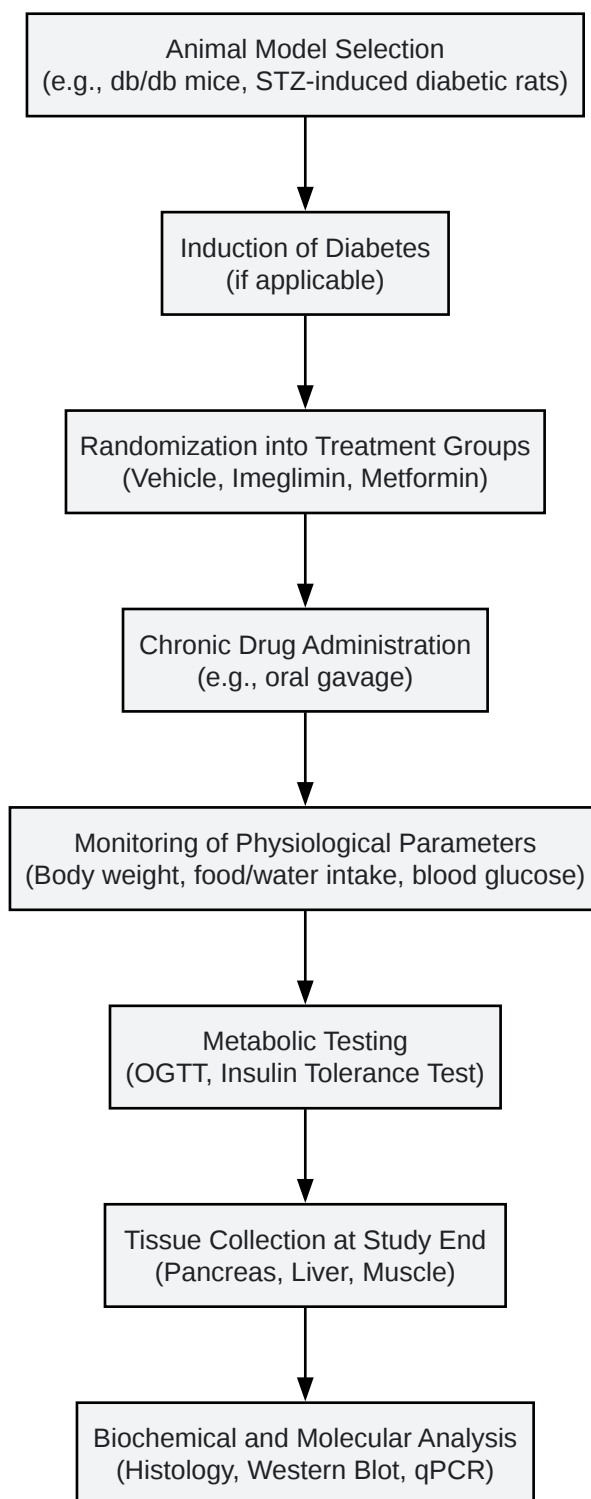 Animal Model Selection
(e.g., db/db mice, STZ-induced diabetic rats)
Induction of Diabetes
(if applicable)
Randomization into Treatment Groups
(Vehicle, Imeglimin, Metformin)
Chronic Drug Administration
(e.g., oral gavage)
Monitoring of Physiological Parameters
(Body weight, food/water intake, blood glucose)
Metabolic Testing
(OGTT, Insulin Tolerance Test)
Tissue Collection at Study End
(Pancreas, Liver, Muscle)
Biochemical and Molecular Analysis
(Histology, Western Blot, qPCR)